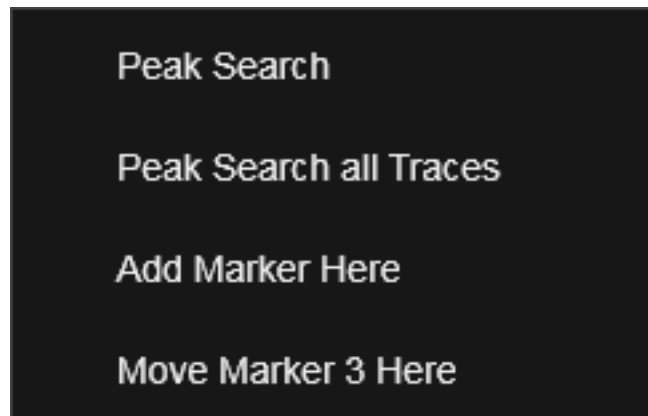 Peak Search
Peak Search all Traces
Add Marker Here
Move Marker 3 Here